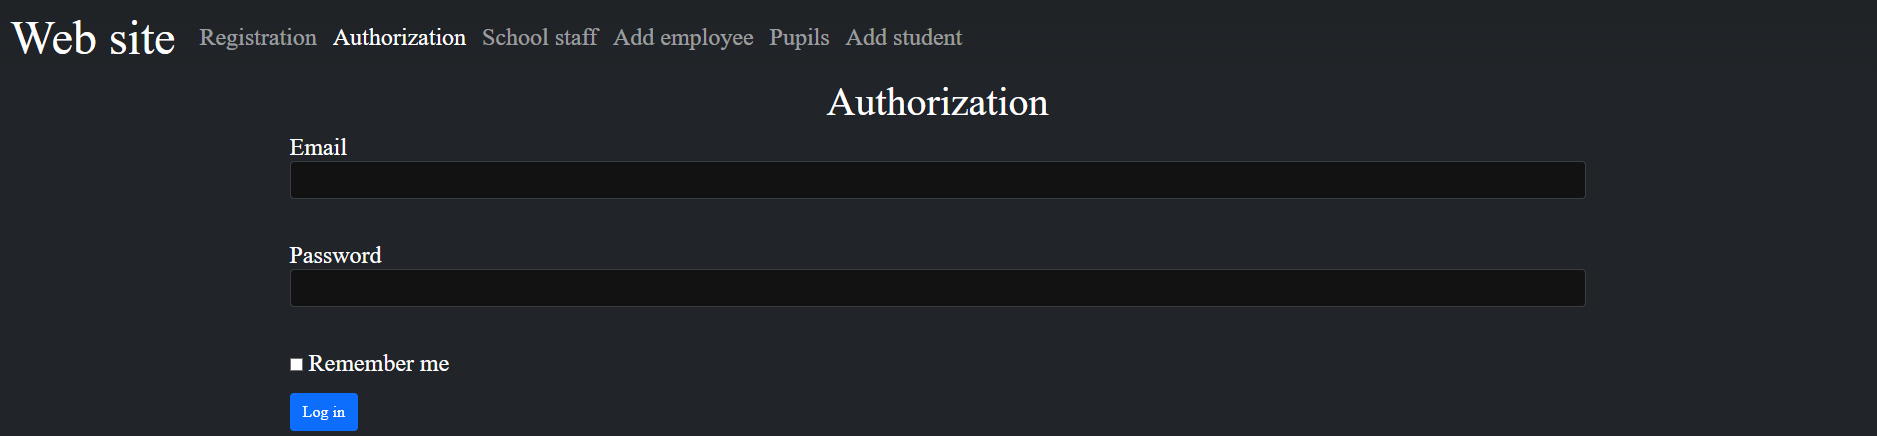 Web site Registration Authorization School staff Add employee Pupils Add student
Authorization
Email
Password
Remember me
Log in